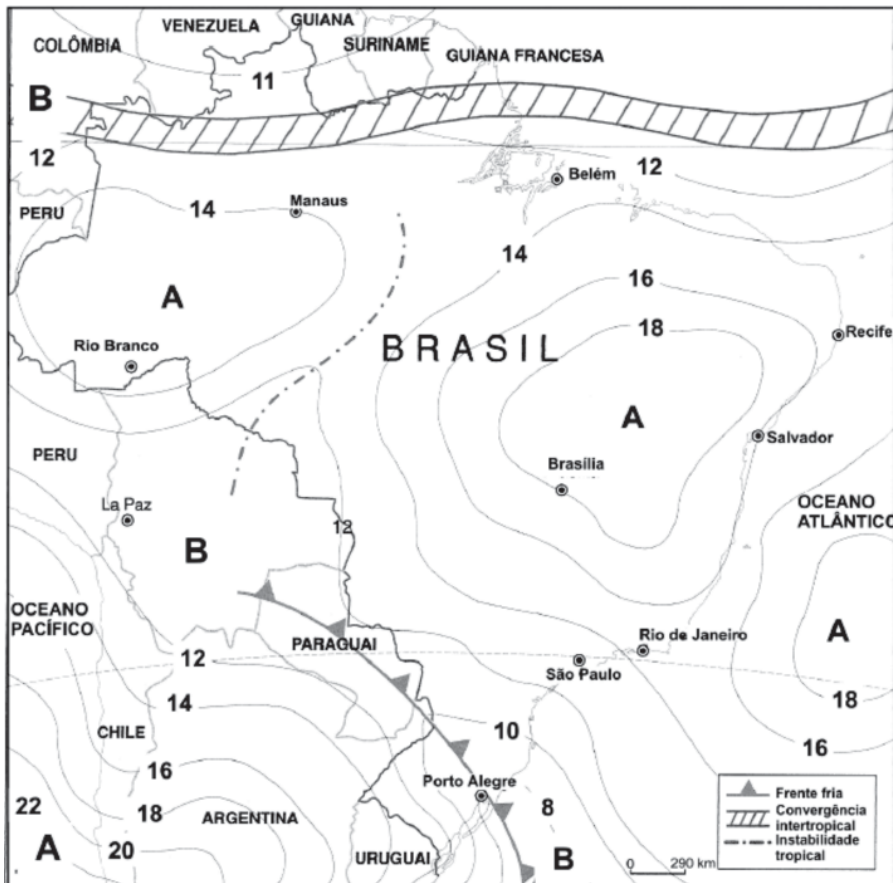 GUIANA
VENEZUELA
COLÔMBIA
SURINAME
GUIANA FRANCESA
11
B
12
Belém
12
PERU
14
Manaus
14
16
A
18
Recife
BRASIL
Rio Branco
A
Salvador
PERU
Brasília
La Paz
12
OCEANO
ATLÂNTICO
B
OCEANO
PACÍFICO
A
PARAGUAI
Rio de Janeiro
12
São Paulo
14
18
CHILE
10
16
16
Porto Alegre
22
18
8
ARGENTINA
A
20
URUGUAI
B
0 290 km
Frente fria
Convergência
intertropical
Instabilidade
tropical